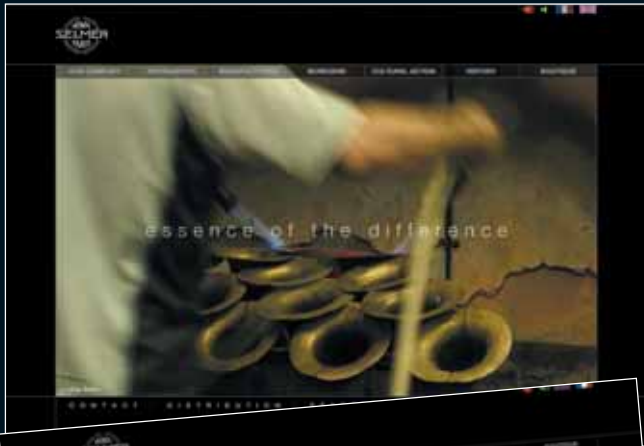 SELMER
PARIS
OUR COMPANY INSTRUMENTS MANUFACTURING MUSICIANS CULTURAL ACTION HISTORY BOUTIQUE
essence of the difference
CONTACT DISTRIBUTION